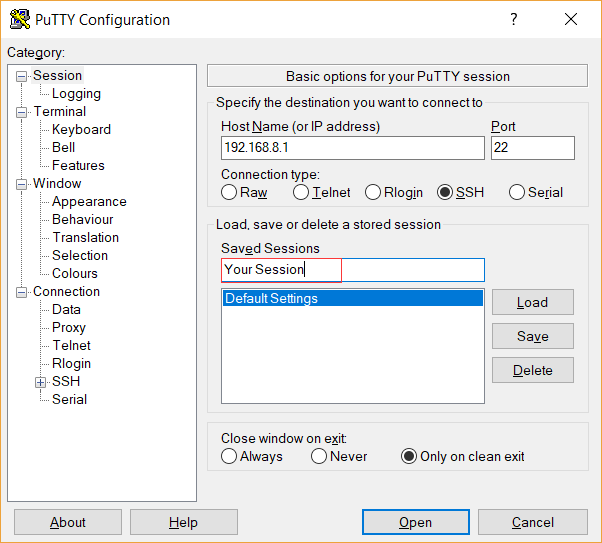 PuTTY Configuration
Category:
Session
Logging
Terminal
Keyboard
Bell
Features
Window
Appearance
Behaviour
Translation
Selection
Colours
Connection
Data
Proxy
Telnet
Rlogin
SSH
Serial
Basic options for your PuTTY session
Specify the destination you want to connect to
Host Name (or IP address) Port
192.168.8.1 22
Connection type:
Raw Telnet Rlogin SSH Serial
Load, save or delete a stored session
Saved Sessions
Your Session
Default Settings
Load
Save
Delete
Close window on exit:
Always Never Only on clean exit
About Help Open Cancel